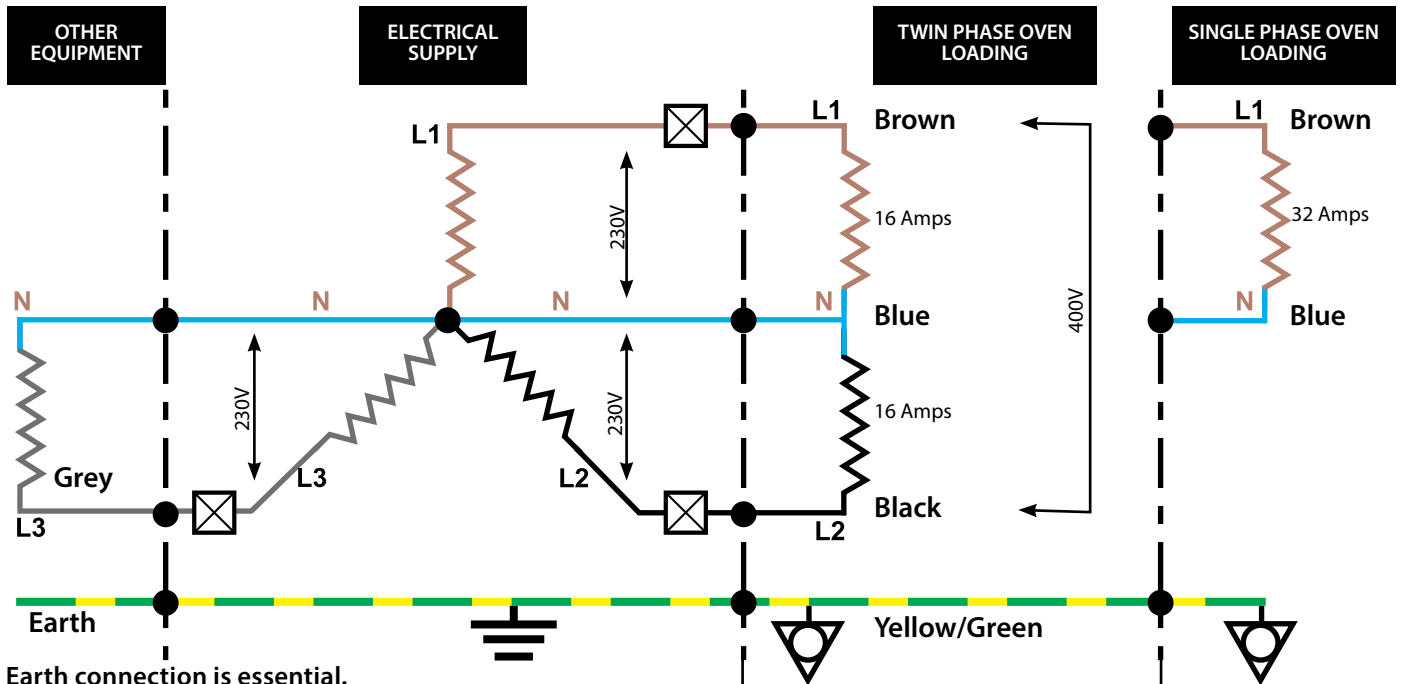 OTHER
EQUIPMENT
ELECTRICAL
SUPPLY
TWIN PHASE OVEN
LOADING
SINGLE PHASE OVEN
LOADING
L1
L1
Brown
L1
Brown
230V
16 Amps
400V
32 Amps
N
N
N
N
Blue
N
Blue
230V
230V
16 Amps
Grey
L3
L2
L3
L2
Black
Earth
Yellow/Green
Earth connection is essential.